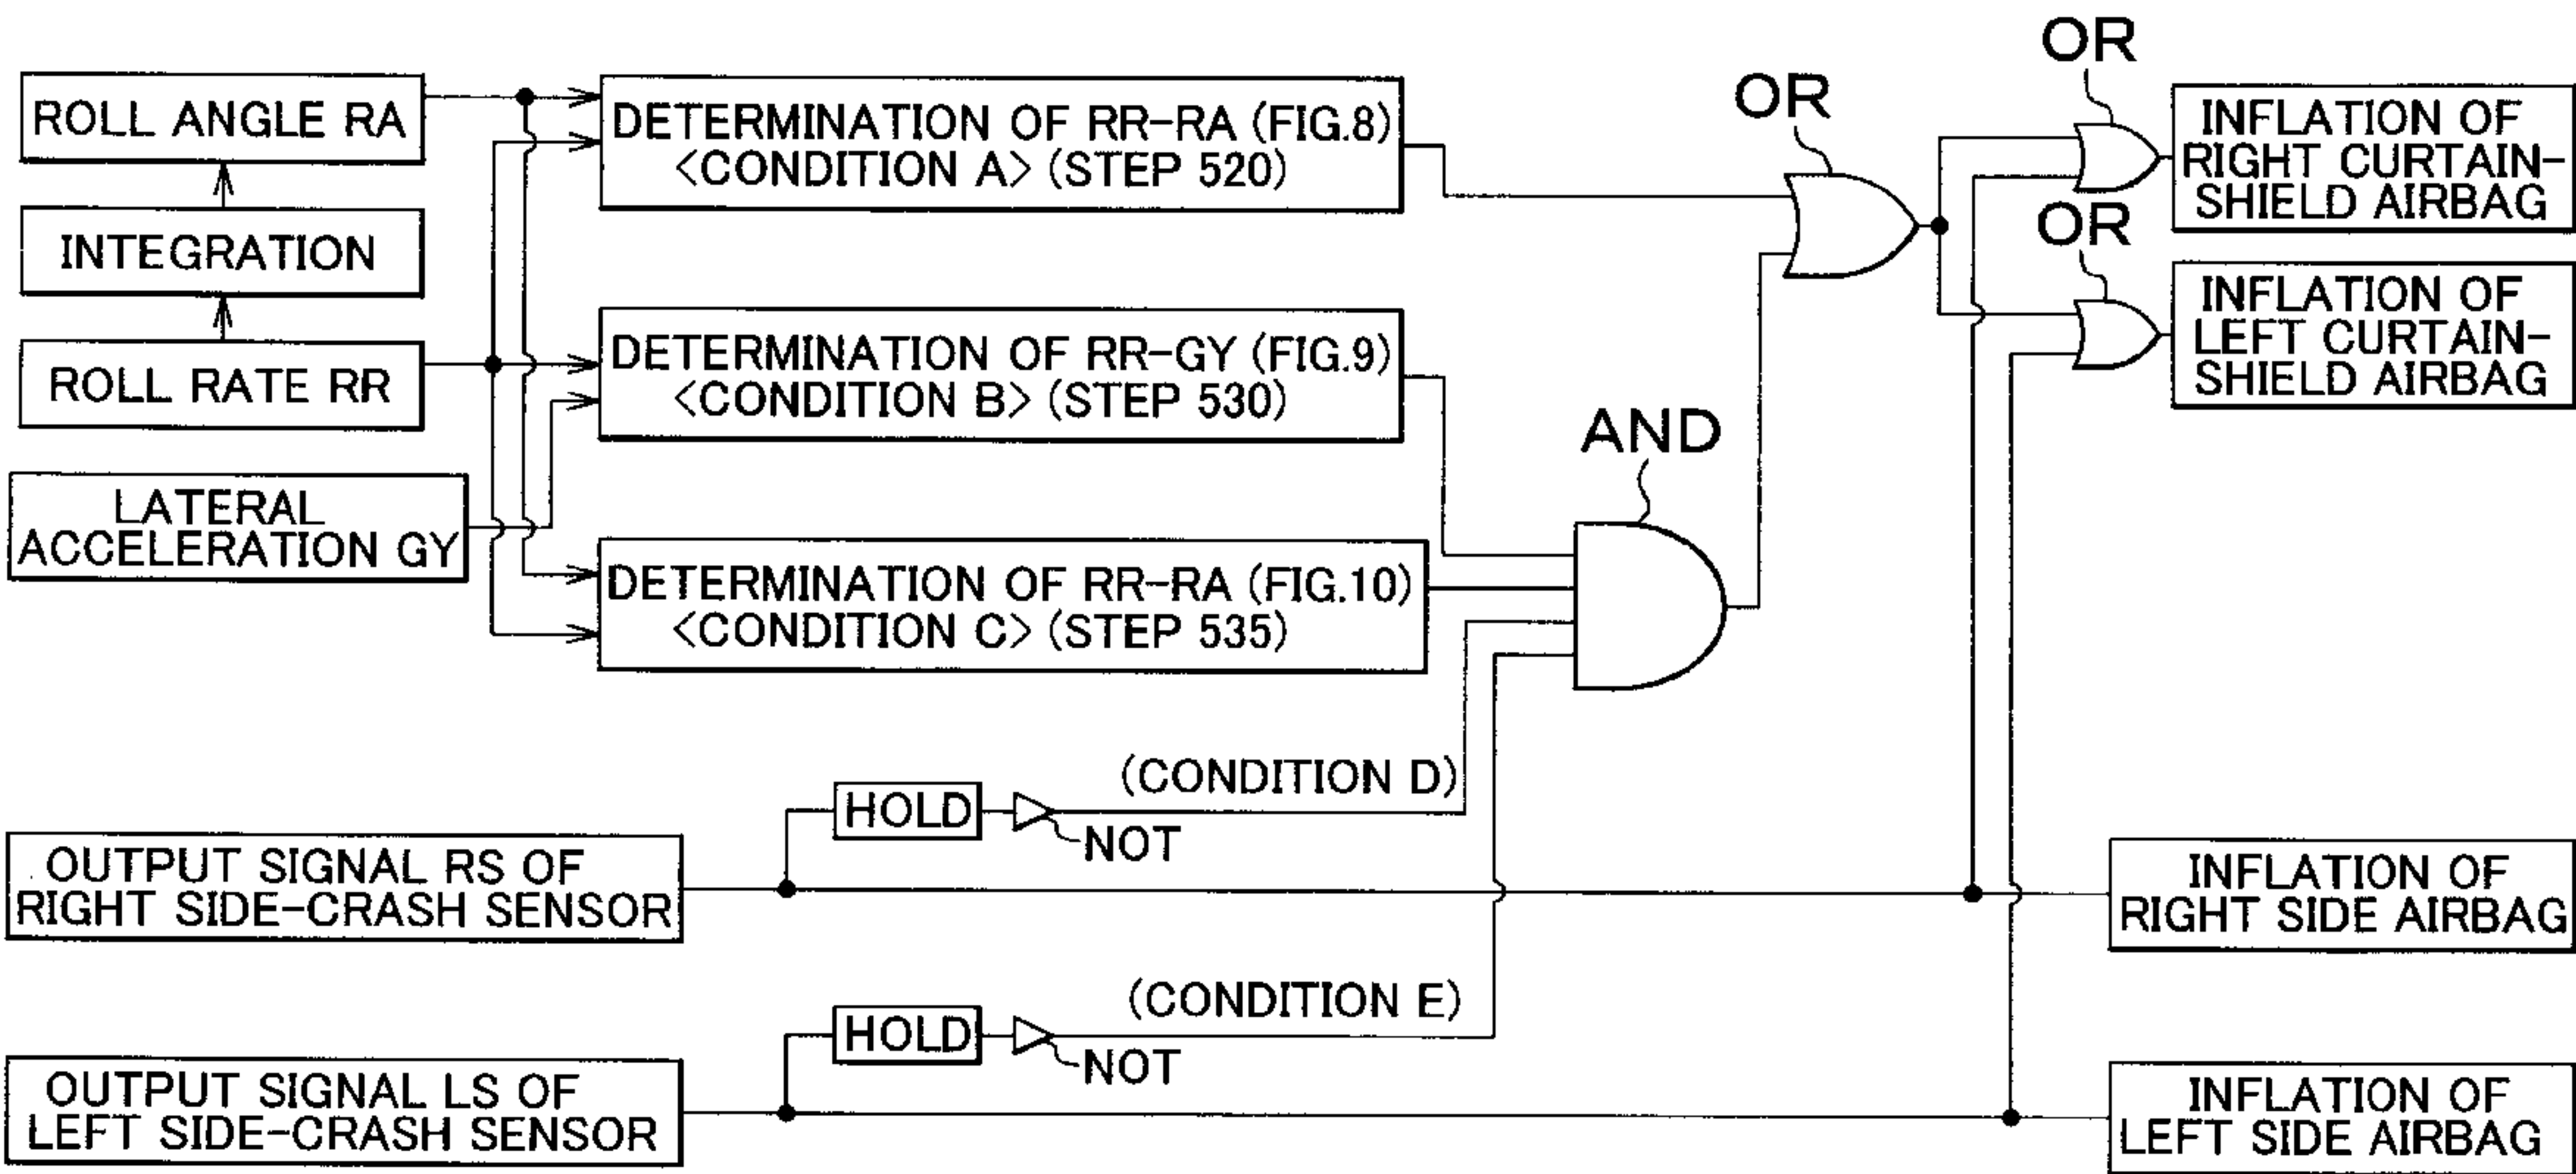 ROLL ANGLE RA
INTEGRATION
ROLL RATE RR
LATERAL
ACCELERATION GY
DETERMINATION OF RR-RA (FIG.8)
<CONDITION A> (STEP 520)
DETERMINATION OF RR-GY (FIG.9)
<CONDITION B> (STEP 530)
DETERMINATION OF RR-RA (FIG.10)
<CONDITION C> (STEP 535)
AND
OR
OR
OR
INFLATION OF
RIGHT CURTAIN-
SHIELD AIRBAG
INFLATION OF
LEFT CURTAIN-
SHIELD AIRBAG
OUTPUT SIGNAL RS OF
RIGHT SIDE-CRASH SENSOR
HOLD
NOT
(CONDITION D)
INFLATION OF
RIGHT SIDE AIRBAG
OUTPUT SIGNAL LS OF
LEFT SIDE-CRASH SENSOR
HOLD
NOT
(CONDITION E)
INFLATION OF
LEFT SIDE AIRBAG